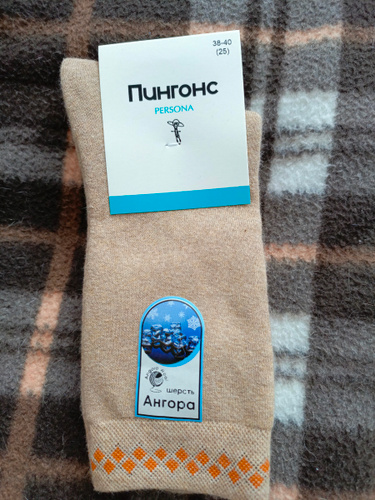 38-40
(25)
Пингонс
PERSONA
шерсть
Ангора